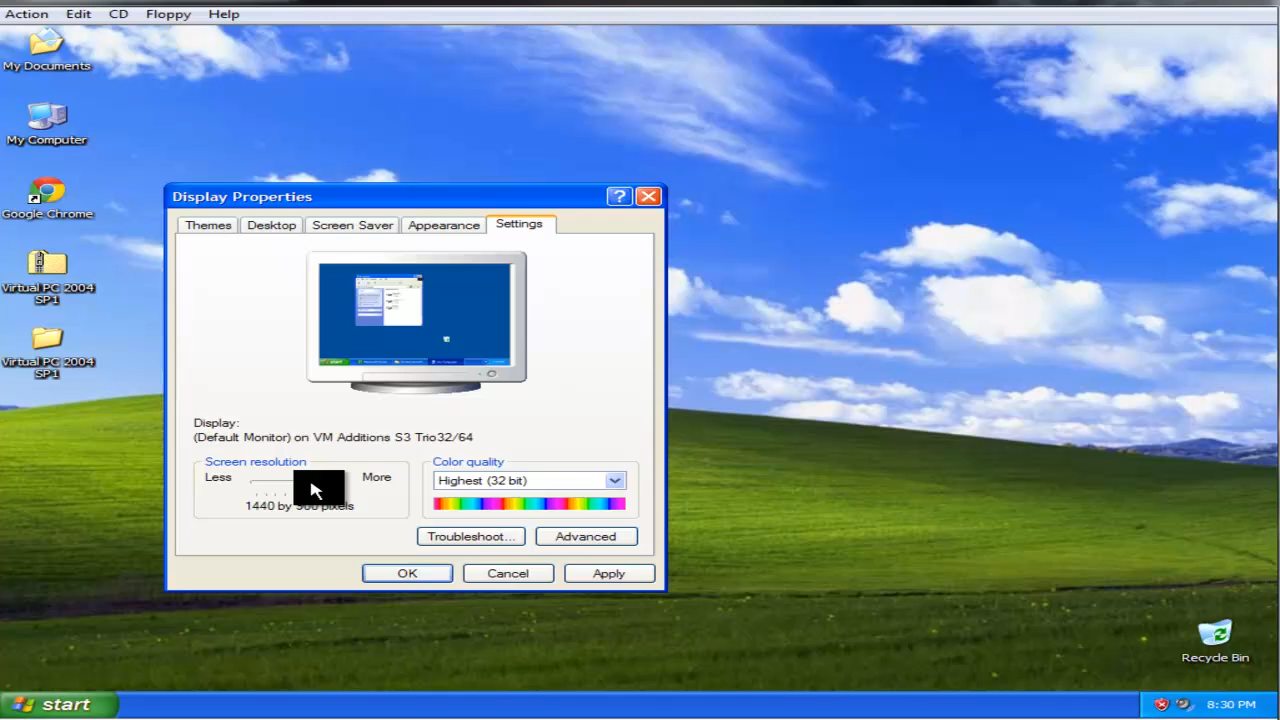 Action Edit CD Floppy Help
My Documents
My Computer
Google Chrome
Virtual PC 2004
SP1
Virtual PC 2004
SP1
Display Properties
Themes Desktop Screen Saver Appearance Settings
Display:
(Default Monitor) on VM Additions S3 Trio32/64
Screen resolution
Less More
1440 by 900 pixels
Color quality
Highest (32 bit)
Troubleshoot... Advanced
OK Cancel Apply
Recycle Bin
start
8:30 PM